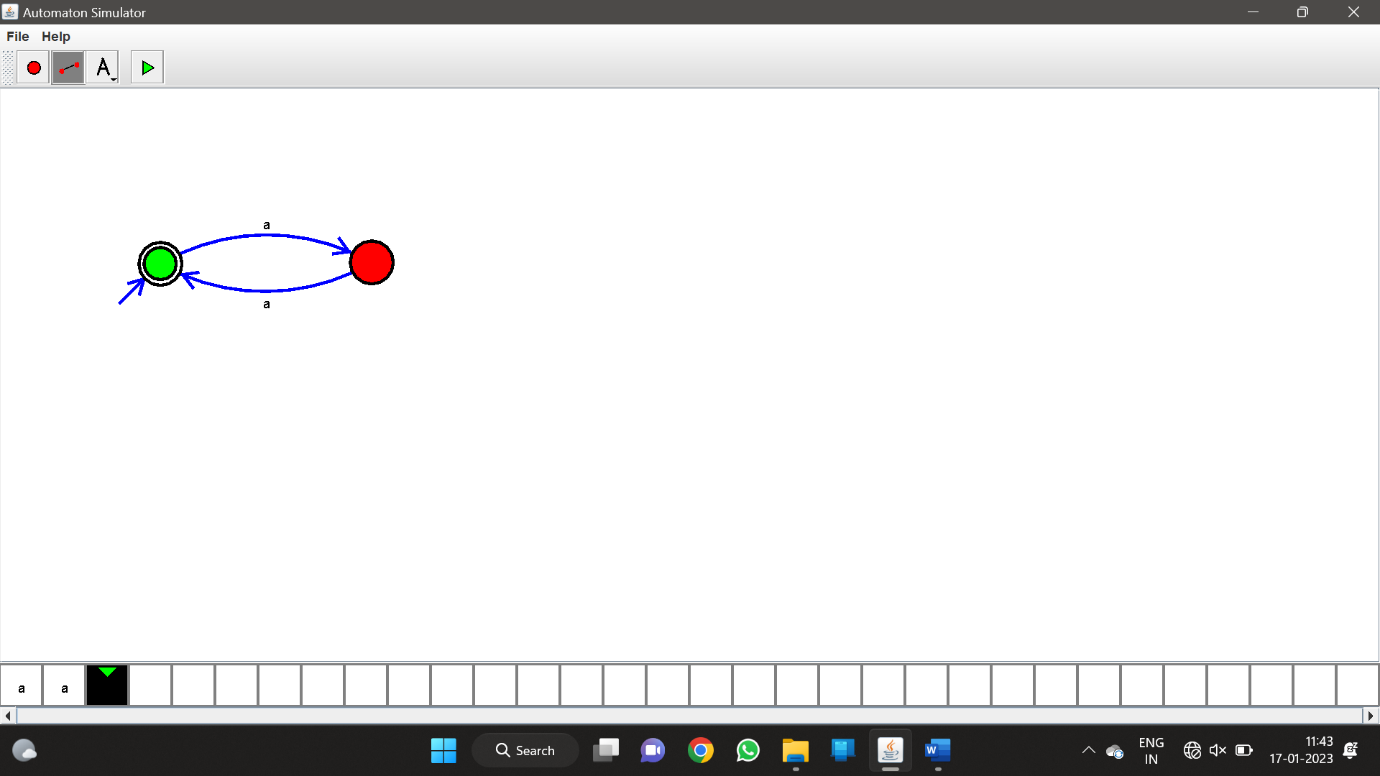 Automaton Simulator
File Help
A
a
a
a a
Search
ENG
IN
11:43
17-01-2023